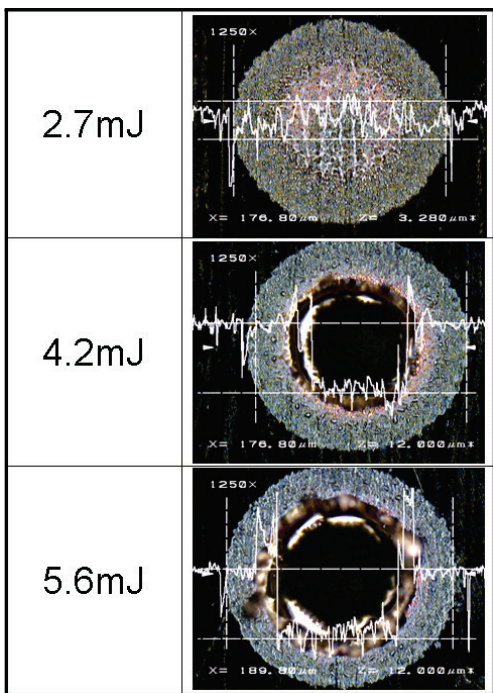 2.7mJ
1250×
X= 176.80μm Z= 3.280μm*
4.2mJ
1250×
X= 176.80μm Z= 12.000μm*
5.6mJ
1250×
X= 189.80μm Z= 12.000μm*